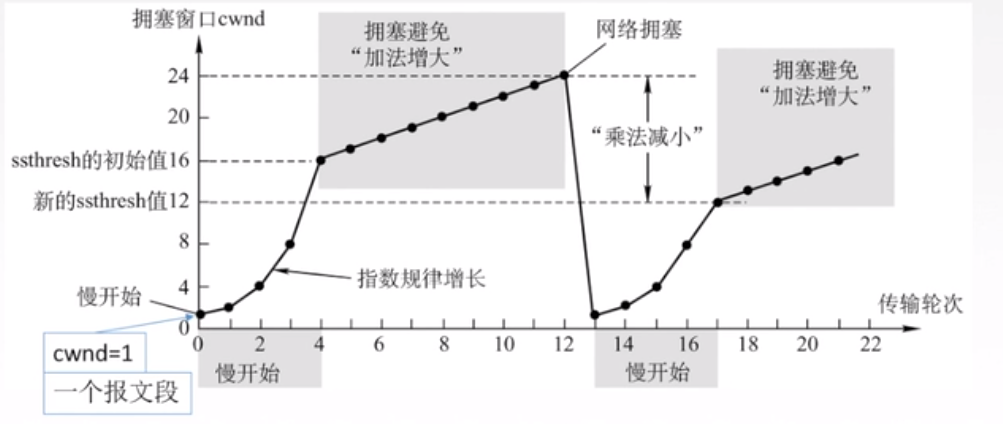 拥塞窗口cwnd
拥塞避免
“加法增大”
网络拥塞
拥塞避免
“加法增大”
24
20
“乘法减小”
ssthresh的初始值16
新的ssthresh值12
8
4
0
指数规律增长
慢开始
传输轮次
0 2 4 6 8 10 12 14 16 18 20 22
cwnd=1
一个报文段
慢开始
慢开始